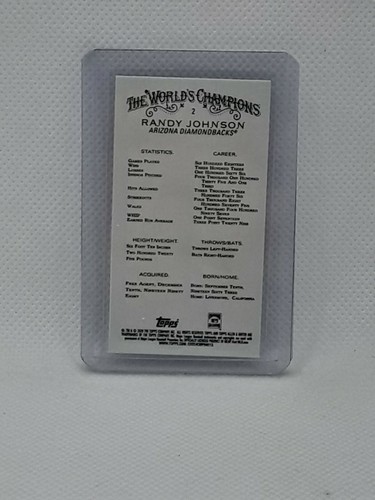 THE WORLD'S CHAMPIONS
2
RANDY JOHNSON
ARIZONA DIAMONDBACKS®
STATISTICS. CAREER.
GAMES PLAYED SIX HUNDRED EIGHTEEN
WINS THREE HUNDRED THREE
LOSSES ONE HUNDRED SIXTY SIX
INNINGS PITCHED FOUR THOUSAND ONE HUNDRED
THIRTY FIVE AND ONE
THIRD
HITS ALLOWED THREE THOUSAND THREE
HUNDRED FORTY SIX
STRIKEOUTS FOUR THOUSAND EIGHT
HUNDRED SEVENTY FIVE
WALKS ONE THOUSAND FOUR HUNDRED
NINETY SEVEN
WHIP ONE POINT SEVENTEEN
EARNED RUN AVERAGE THREE POINT TWENTY NINE
HEIGHT/WEIGHT. THROWS/BATS.
SIX FOOT TEN INCHES THROWS LEFT-HANDED
TWO HUNDRED TWENTY BATS RIGHT-HANDED
FIVE POUNDS
ACQUIRED. BORN/HOME.
FREE AGENT, DECEMBER BORN: SEPTEMBER TENTH,
TENTH, NINETEEN NINETY NINETEEN SIXTY THREE
EIGHT HOME: LIVERMORE, CALIFORNIA
Topps